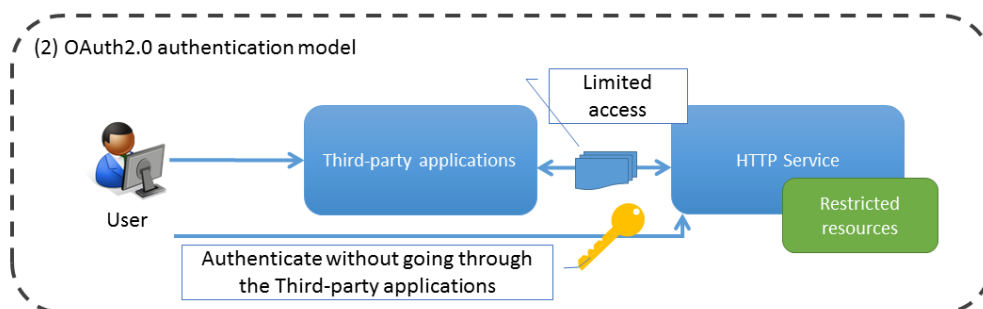 (2) OAuth2.0 authentication model
Limited
access
Third-party applications
HTTP Service
User
Restricted
resources
Authenticate without going through
the Third-party applications